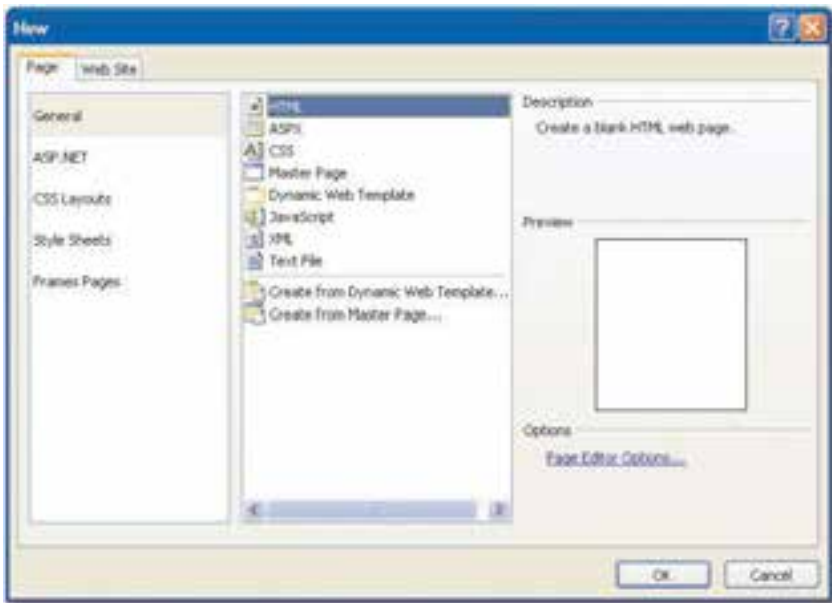 New
Page
Web Site
General
ASP.NET
CSS Layouts
Style Sheets
Frames Pages
HTML
ASPX
CSS
Master Page
Dynamic Web Template
JavaScript
XML
Text File
Create from Dynamic Web Template...
Create from Master Page...
Description
Create a blank HTML web page.
Preview
Options
Page Editor Options...
OK
Cancel